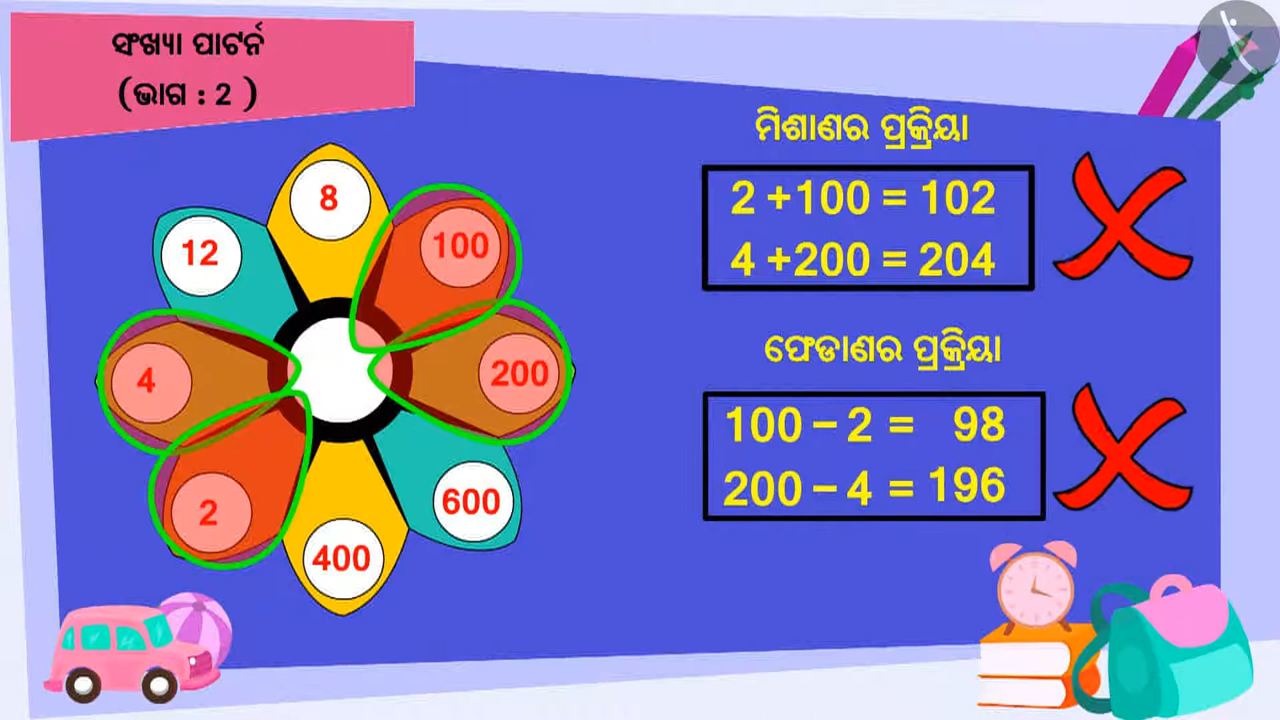 ସଂଖ୍ୟା ପାଟର୍ନ
(ଭାଗ : 2 )
8
100
12
200
4
2
600
400
ମିଶାଣର ପ୍ରକ୍ରିୟା
2 +100 = 102
4 +200 = 204
ଫେଡାଣର ପ୍ରକ୍ରିୟା
100 – 2 = 98
200 – 4 = 196